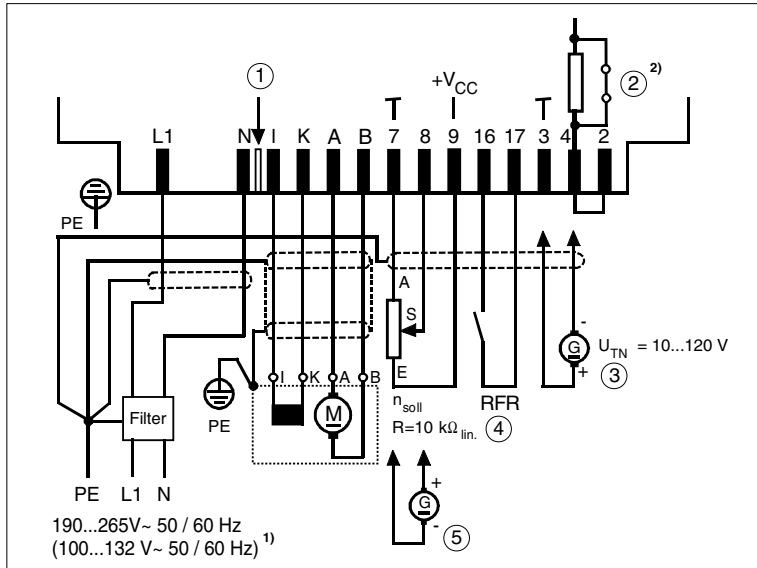 1
+VCC
2 2)
L1 N I K A B 7 8 9 16 17 3 4 2
PE
A
S
E
G
UTN = 10...120 V
-
+
3
I K A B
PE
M
nsoll
R=10 kΩ lin.
RFR
4
Filter
PE L1 N
G
+
-
5
190...265V~ 50 / 60 Hz
(100...132 V~ 50 / 60 Hz) 1)